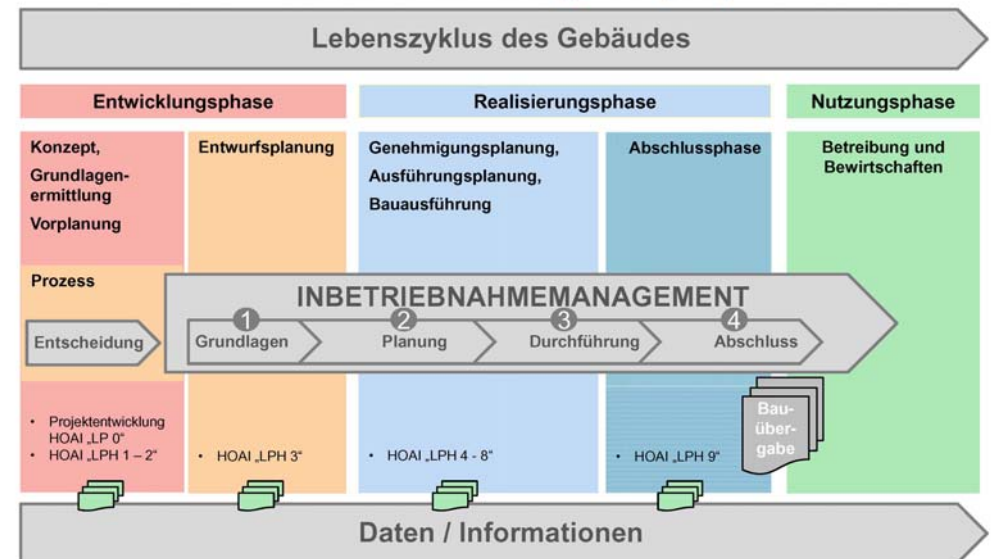 Lebenszyklus des Gebäudes
Entwicklungsphase
Realisierungsphase
Nutzungsphase
Konzept,
Grundlagen-
ermittlung
Vorplanung
Entwurfsplanung
Genehmigungsplanung,
Ausführungsplanung,
Bauausführung
Abschlussphase
Betreibung und
Bewirtschaften
Prozess
INBETRIEBNAHMEMANAGEMENT
Entscheidung
1
Grundlagen
2
Planung
3
Durchführung
4
Abschluss
• Projektentwicklung
HOAI „LP 0“
• HOAI „LPH 1 – 2“
• HOAI „LPH 3“
• HOAI „LPH 4 - 8“
• HOAI „LPH 9“
Bau-
über-
gabe
Daten / Informationen